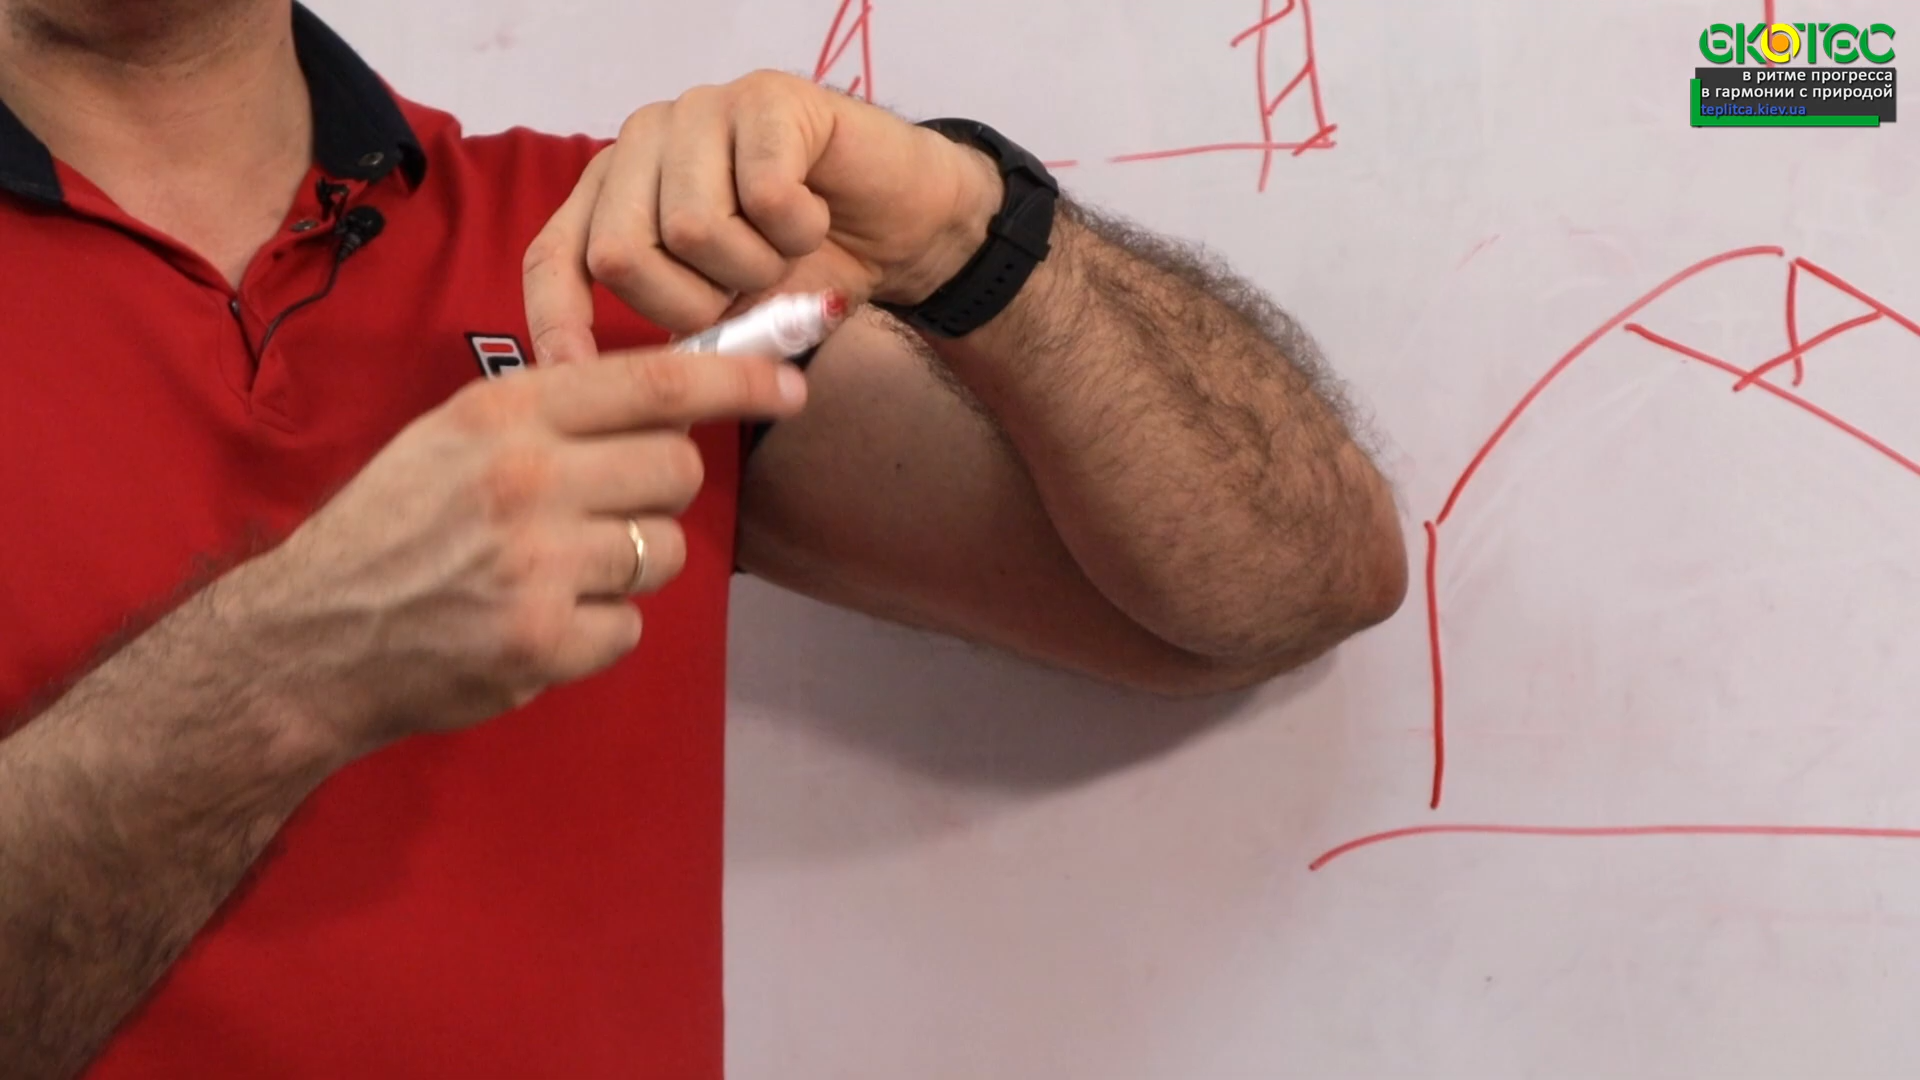 ЕКОТЕС
в ритме прогресса
в гармонии с природой
teplitca.kiev.ua